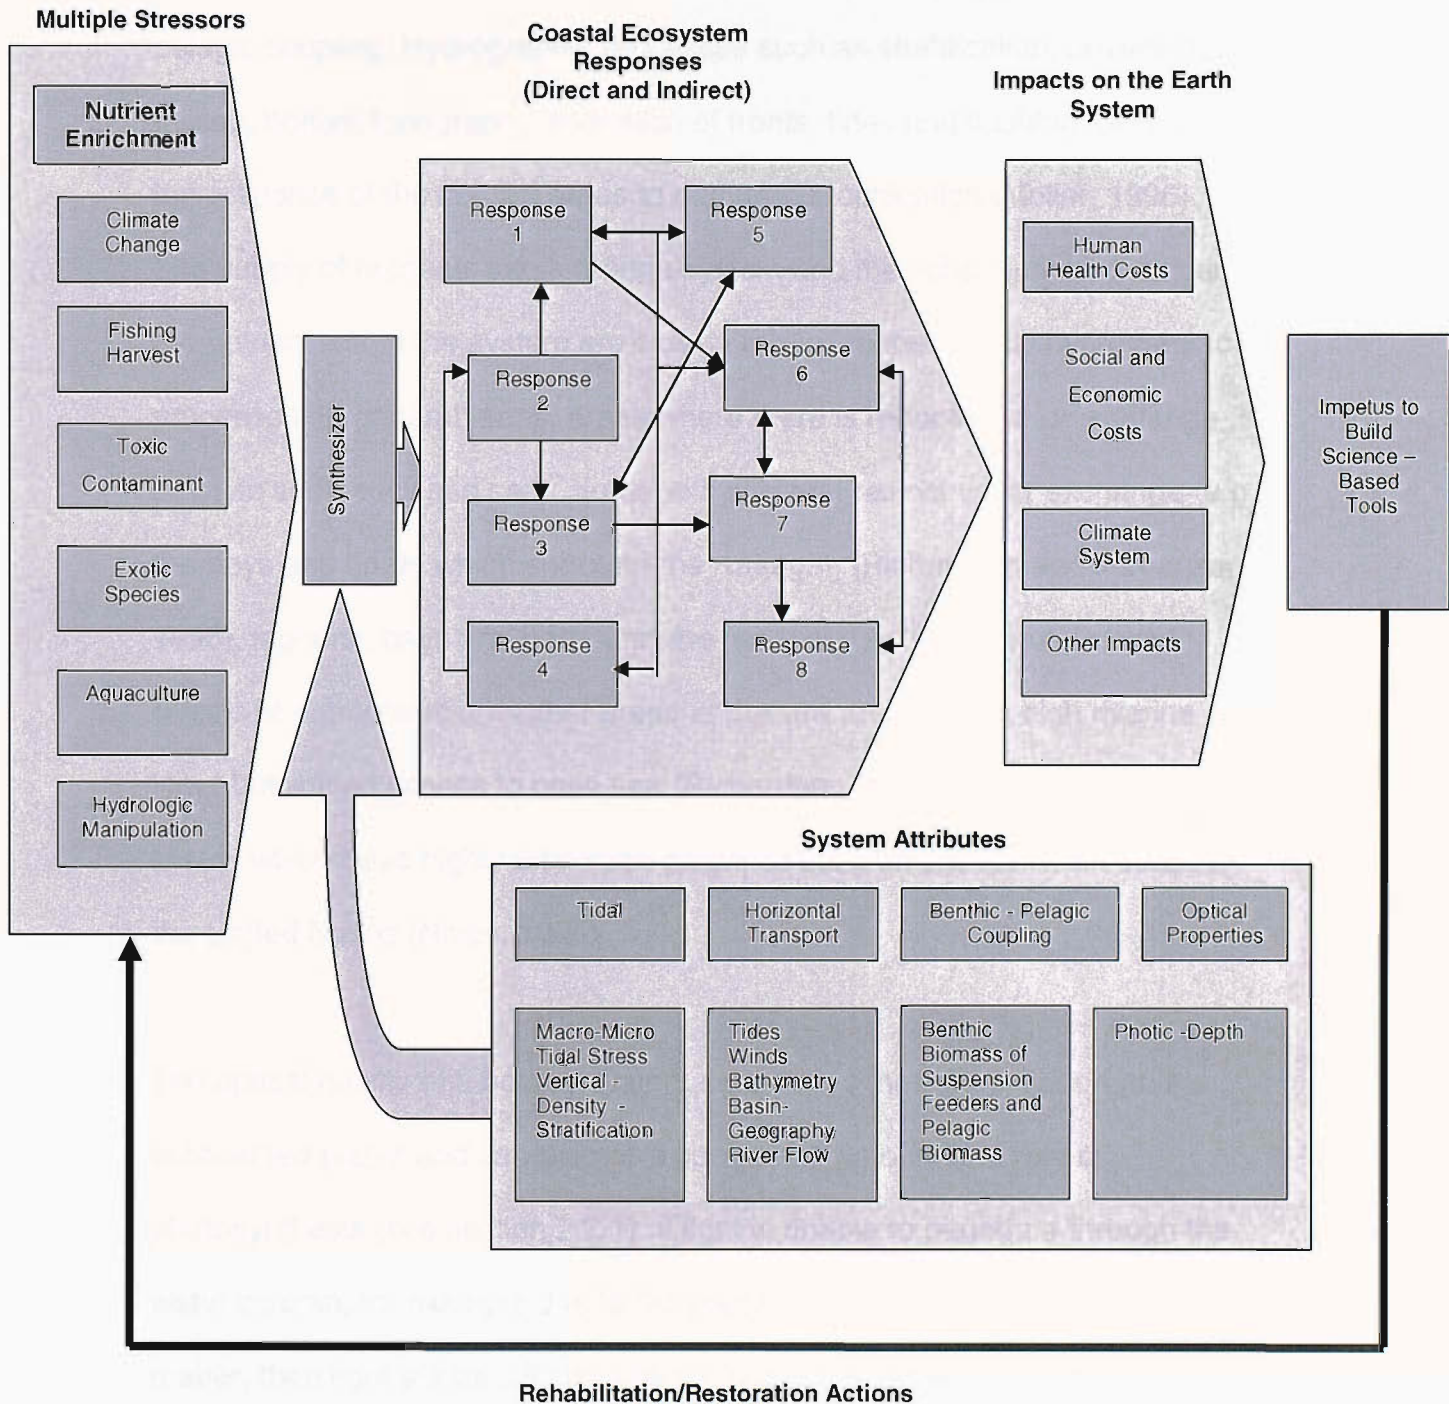 Multiple Stressors
Nutrient
Enrichment
Climate
Change
Fishing
Harvest
Toxic
Contaminant
Exotic
Species
Aquaculture
Hydrologic
Manipulation
Synthesizer
Coastal Ecosystem
Responses
(Direct and Indirect)
Response
1
Response
2
Response
3
Response
4
Response
5
Response
6
Response
7
Response
8
Impacts on the Earth
System
Human
Health Costs
Social and
Economic
Costs
Climate
System
Other Impacts
Impetus to
Build
Science –
Based
Tools
System Attributes
Tidal
Horizontal
Transport
Benthic - Pelagic
Coupling
Optical
Properties
Macro-Micro
Tidal Stress
Vertical -
Density -
Stratification
Tides
Winds
Bathymetry
Basin-
Geography
River Flow
Benthic
Biomass of
Suspension
Feeders and
Pelagic
Biomass
Photic -Depth
Rehabilitation/Restoration Actions